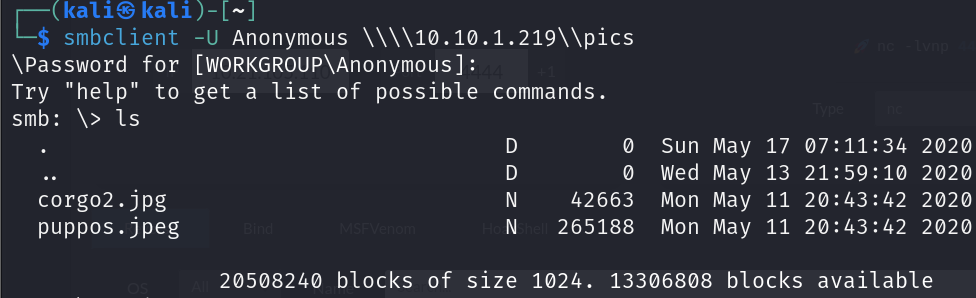 ┌──(kali㉿kali)-[~]
└─$ smbclient -U Anonymous \\\\10.10.1.219\\pics
\Password for [WORKGROUP\Anonymous]:
Try "help" to get a list of possible commands.
smb: \> ls
  .                                   D        0  Sun May 17 07:11:34 2020
  ..                                  D        0  Wed May 13 21:59:10 2020
  corgo2.jpg                          N    42663  Mon May 11 20:43:42 2020
  puppos.jpeg                         N   265188  Mon May 11 20:43:42 2020
                20508240 blocks of size 1024. 13306808 blocks available
nc -lvnp
4444 +1
Type nc
Bind MSFVenom
OS All Name